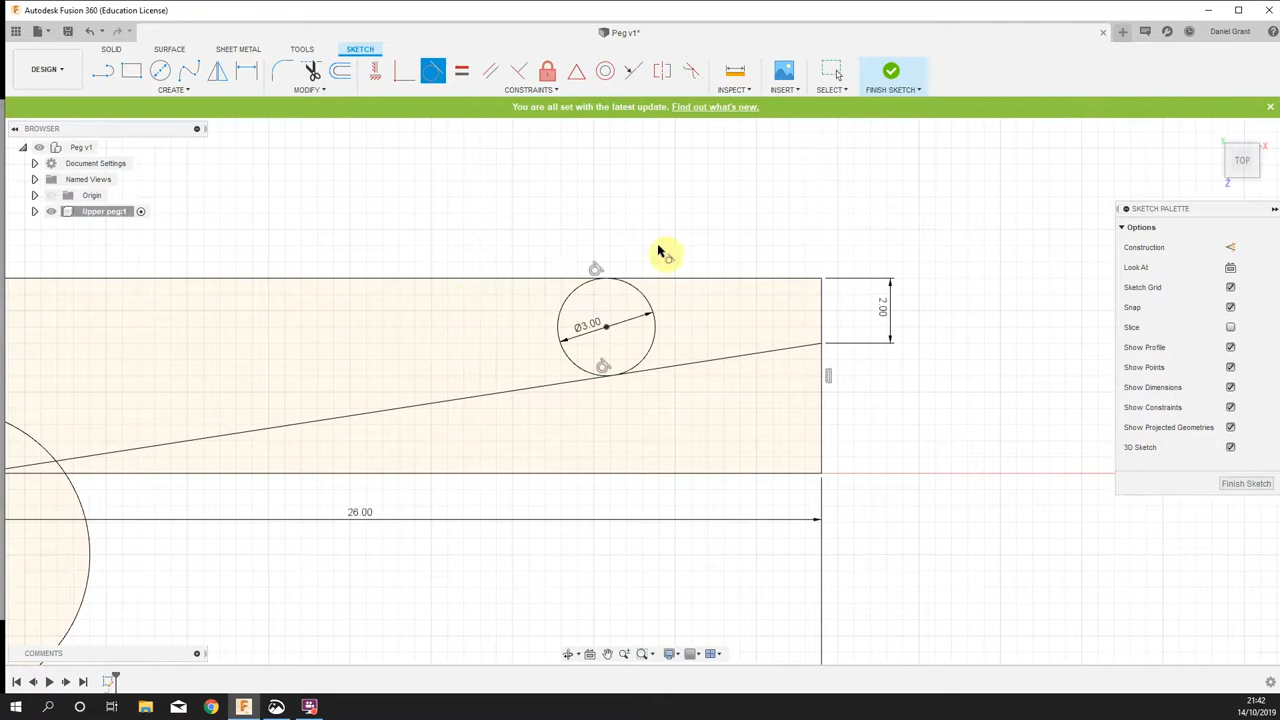 Autodesk Fusion 360 (Education License)
Peg v1*
Daniel Grant
SOLID
SURFACE
SHEET METAL
TOOLS
SKETCH
DESIGN
CREATE
MODIFY
CONSTRAINTS
INSPECT
INSERT
SELECT
FINISH SKETCH
You are all set with the latest update. Find out what's new.
BROWSER
Peg v1
Document Settings
Named Views
Origin
Upper peg:1
TOP
X
Y
Z
SKETCH PALETTE
Options
Construction
Look At
Sketch Grid
Snap
Slice
Show Profile
Show Points
Show Dimensions
Show Constraints
Show Projected Geometries
3D Sketch
Finish Sketch
Ø3.00
2.00
26.00
COMMENTS
21:42
14/10/2019